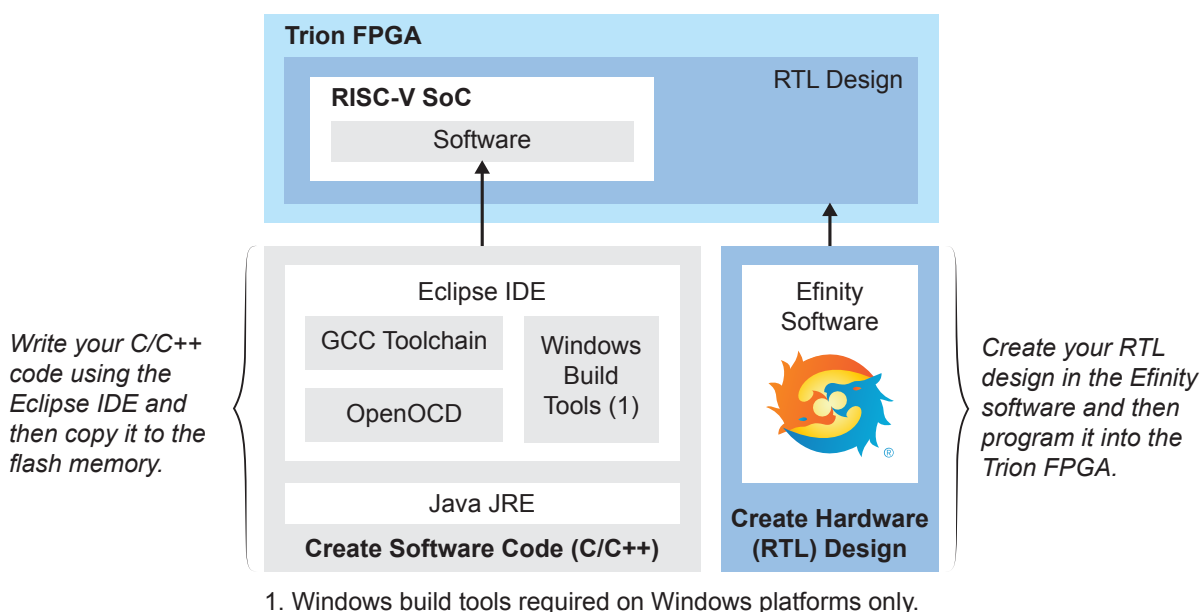 Trion FPGA
RTL Design
RISC-V SoC
Software
Write your C/C++
code using the
Eclipse IDE and
then copy it to the
flash memory.
Eclipse IDE
GCC Toolchain
OpenOCD
Windows
Build
Tools (1)
Java JRE
Create Software Code (C/C++)
Efinity
Software
®
Create Hardware
(RTL) Design
Create your RTL
design in the Efinity
software and then
program it into the
Trion FPGA.
1. Windows build tools required on Windows platforms only.